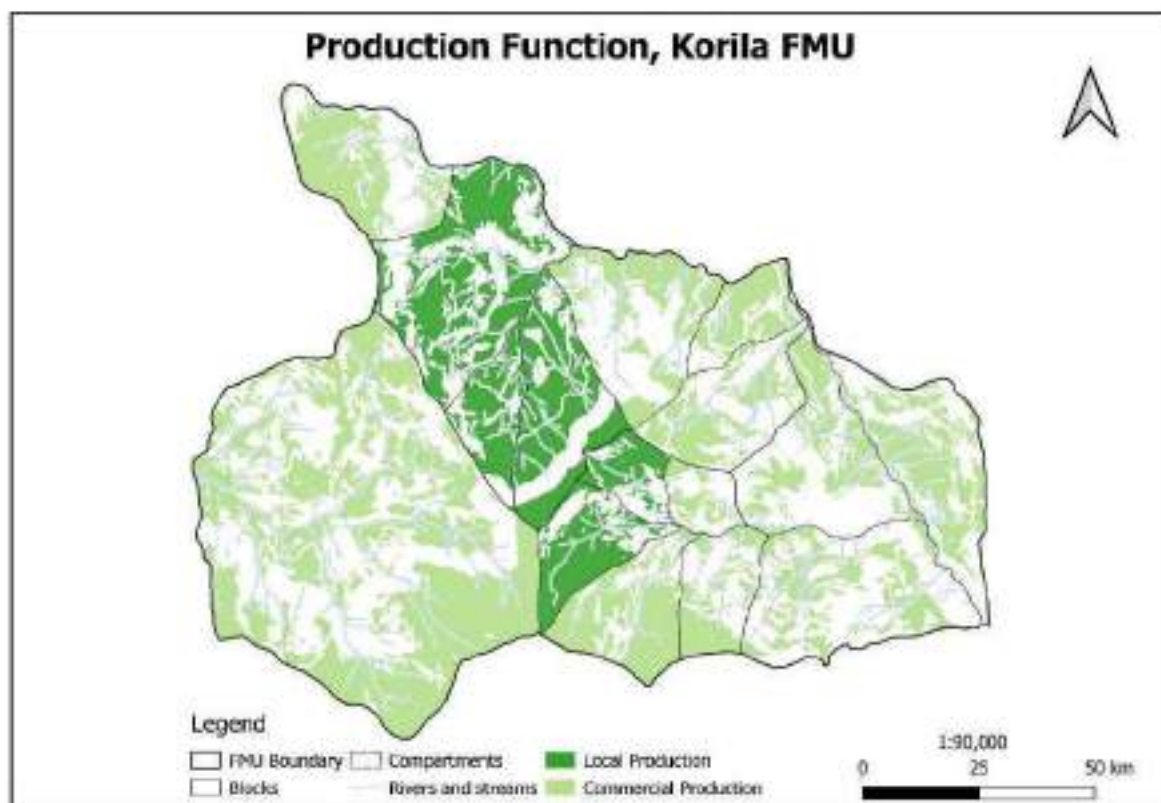 Production Function, Korila FMU
Legend
FMU Boundary Compartments Local Production
Blocks Rivers and streams Commercial Production
1:90,000
0 25 50 km